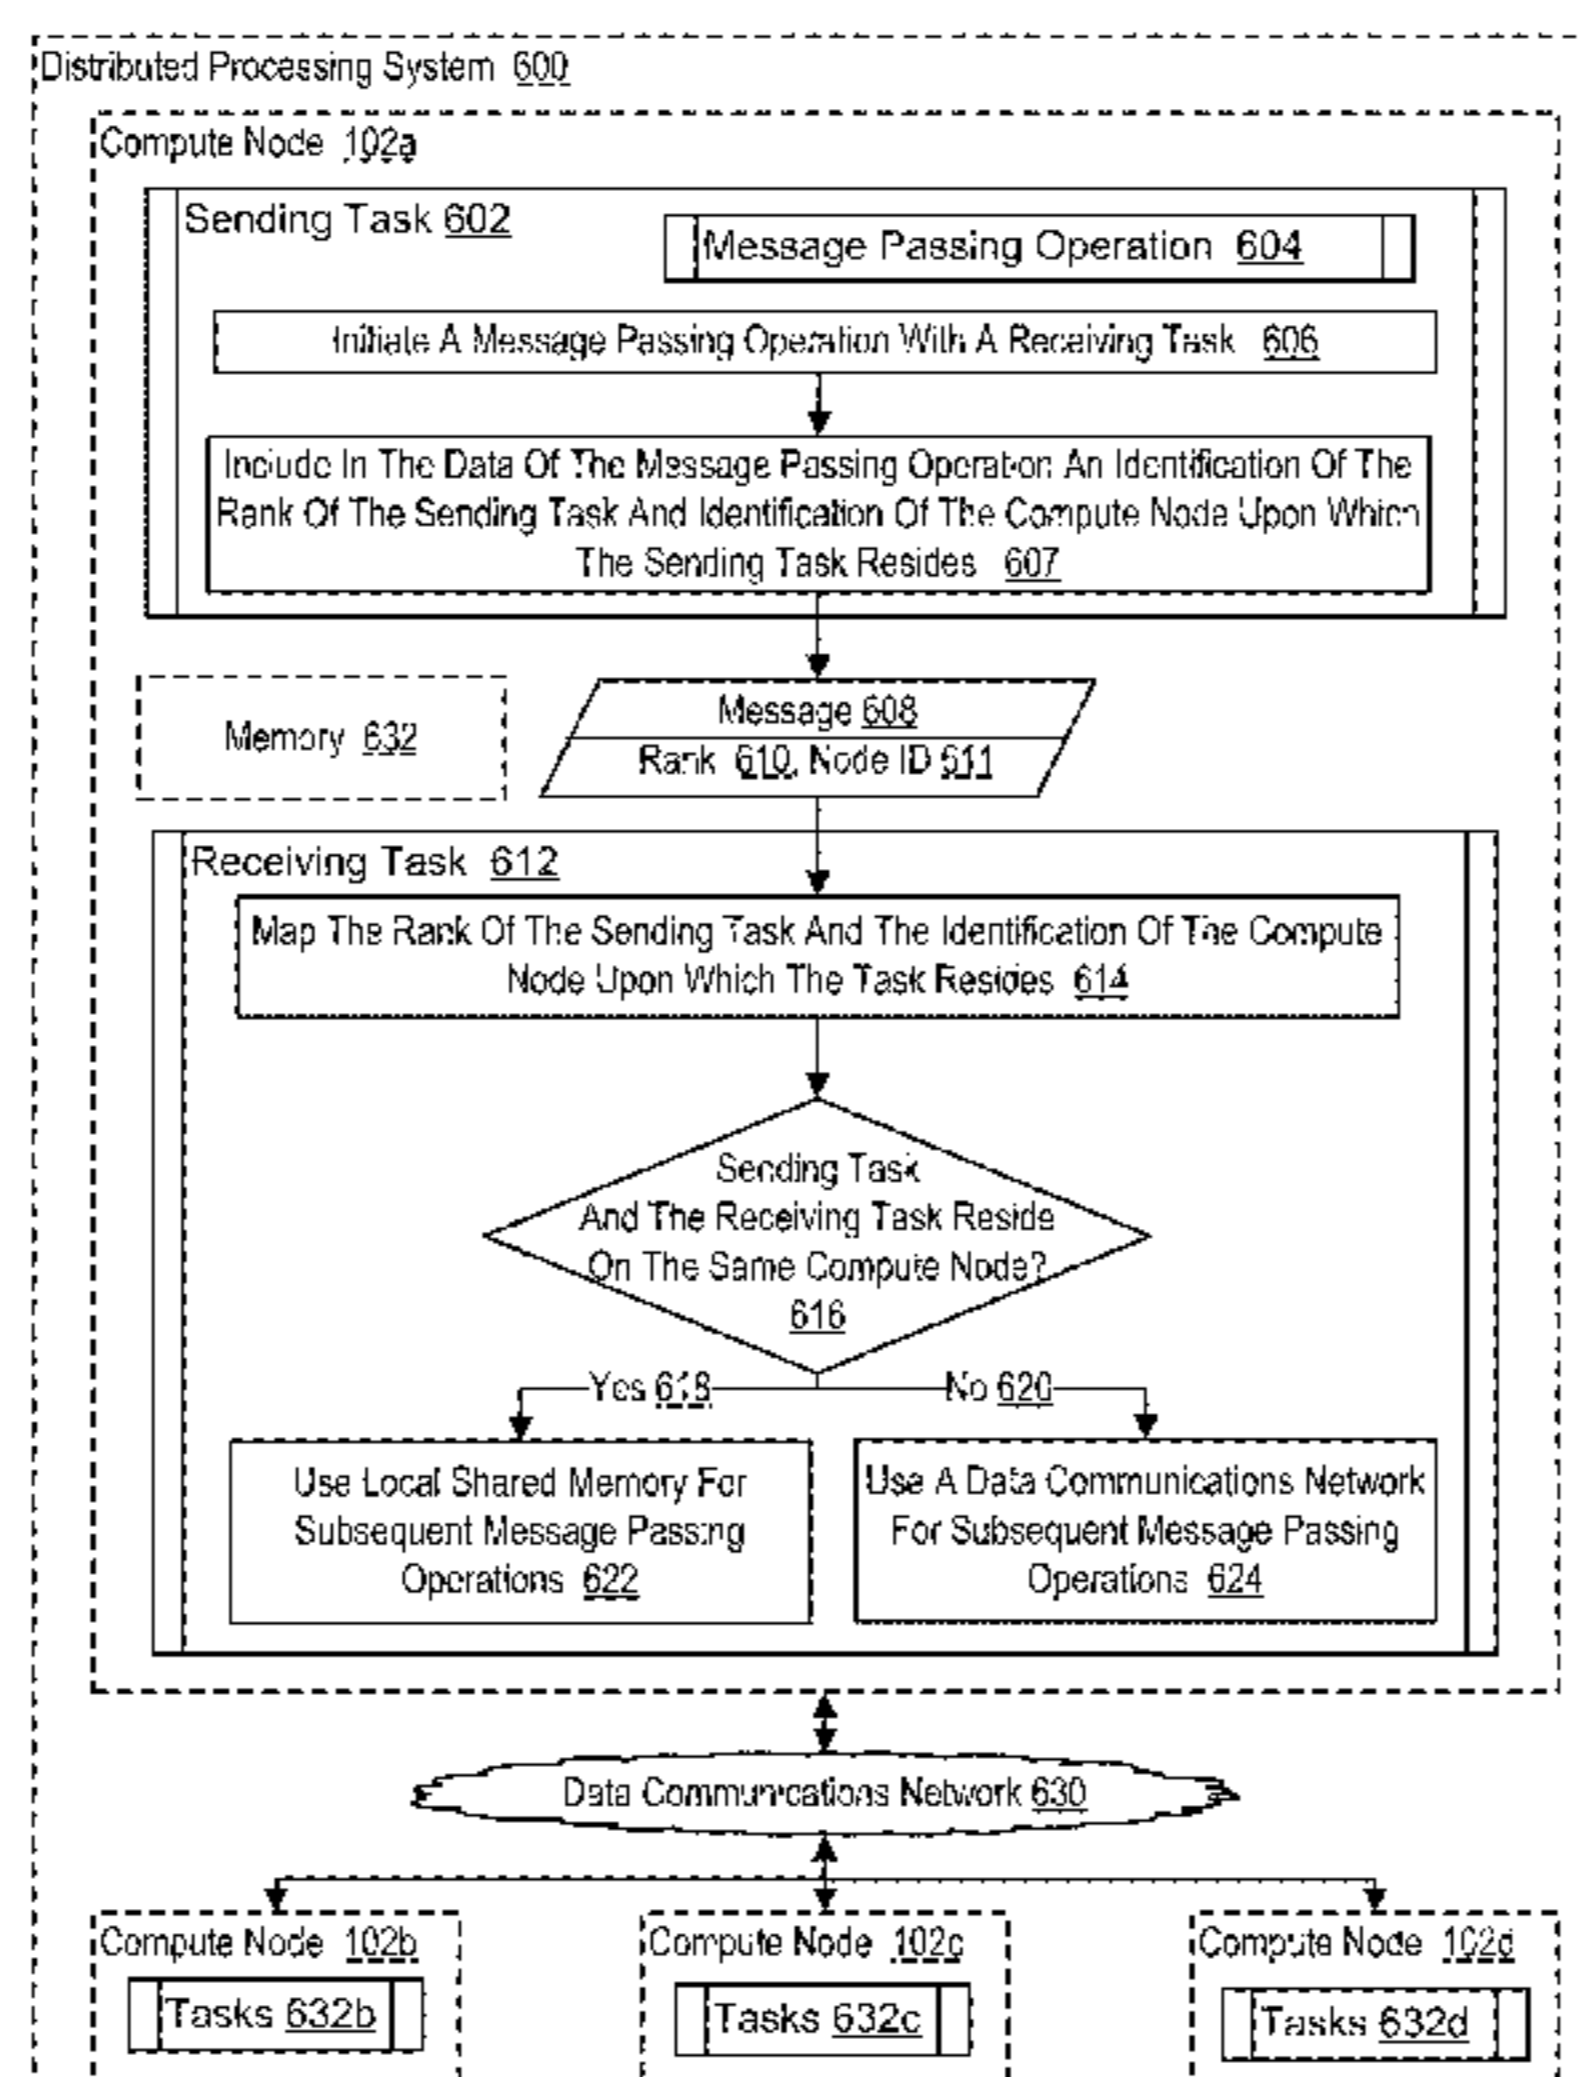 Distributed Processing System 600
Compute Node 102a
Sending Task 602
Message Passing Operation 604
Initiate A Message Passing Operation With A Receiving Task 606
Include In The Data Of The Message Passing Operation An Identification Of The
Rank Of The Sending Task And Identification Of The Compute Node Upon Which
The Sending Task Resides 607
Memory 632
Message 608
Rank 610, Node ID 611
Receiving Task 612
Map The Rank Of The Sending Task And The Identification Of The Compute
Node Upon Which The Task Resides 614
Sending Task
And The Receiving Task Reside
On The Same Compute Node?
616
Yes 618
No 620
Use Local Shared Memory For
Subsequent Message Passing
Operations 622
Use A Data Communications Network
For Subsequent Message Passing
Operations 624
Data Communications Network 630
Compute Node 102b
Tasks 632b
Compute Node 102c
Tasks 632c
Compute Node 102d
Tasks 632d